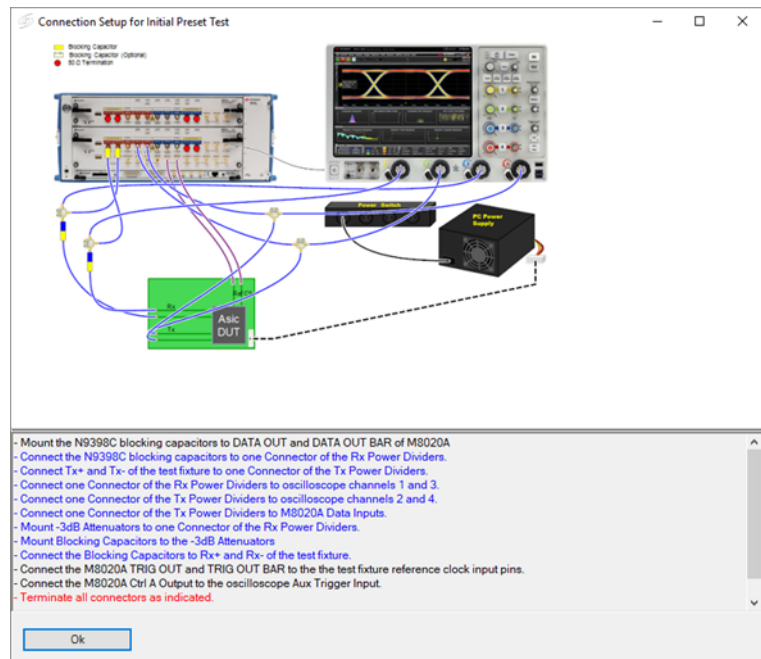 Connection Setup for Initial Preset Test
Blocking Capacitor
Blocking Capacitor (Optional)
50 Ω Termination
Power Switch
PC Power
Supply
Rx
Tx
Asic
DUT
- Mount the N9398C blocking capacitors to DATA OUT and DATA OUT BAR of M8020A
- Connect the N9398C blocking capacitors to one Connector of the Rx Power Dividers.
- Connect Tx+ and Tx- of the test fixture to one Connector of the Tx Power Dividers.
- Connect one Connector of the Rx Power Dividers to oscilloscope channels 1 and 3.
- Connect one Connector of the Tx Power Dividers to oscilloscope channels 2 and 4.
- Connect one Connector of the Tx Power Dividers to M8020A Data Inputs.
- Mount -3dB Attenuators to one Connector of the Rx Power Dividers.
- Mount Blocking Capacitors to the -3dB Attenuators
- Connect the Blocking Capacitors to Rx+ and Rx- of the test fixture.
- Connect the M8020A TRIG OUT and TRIG OUT BAR to the the test fixture reference clock input pins.
- Connect the M8020A Ctrl A Output to the oscilloscope Aux Trigger Input.
- Terminate all connectors as indicated.
Ok